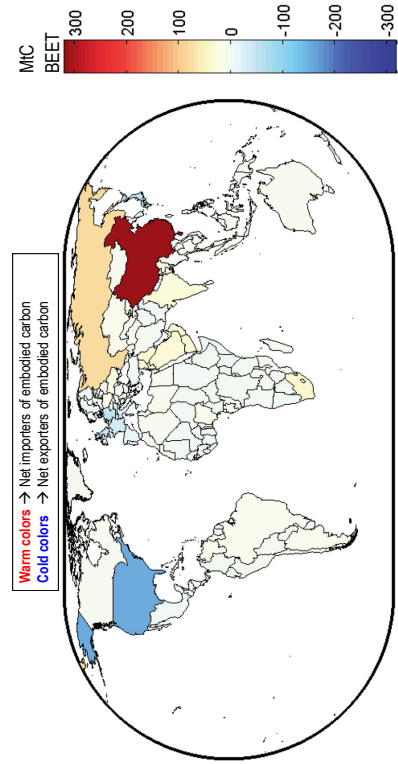 Warm colors → Net importers of embodied carbon
Cold colors → Net exporters of embodied carbon
MtC
BEET
300
200
100
0
-100
-200
-300